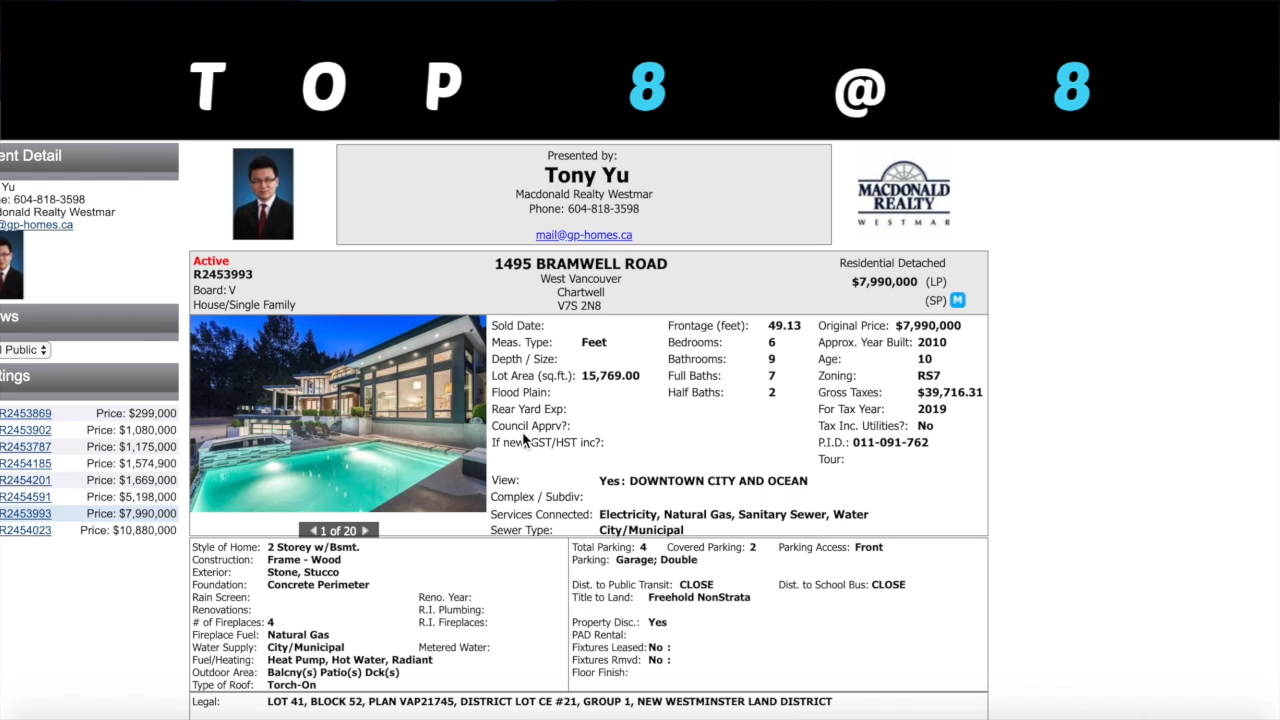 TOP 8 @ 8
ent Detail
Yu
e: 604-818-3598
donald Realty Westmar
@gp-homes.ca
ws
l Public
tings
R2453869 Price: $299,000
R2453902 Price: $1,080,000
R2453787 Price: $1,175,000
R2454185 Price: $1,574,900
R2454201 Price: $1,669,000
R2454591 Price: $5,198,000
R2453993 Price: $7,990,000
R2454023 Price: $10,880,000
Presented by:
Tony Yu
Macdonald Realty Westmar
Phone: 604-818-3598
mail@gp-homes.ca
MACDONALD
REALTY
WESTMAR
Active
R2453993
Board: V
House/Single Family
1495 BRAMWELL ROAD
West Vancouver
Chartwell
V7S 2N8
Residential Detached
$7,990,000 (LP)
(SP) M
Sold Date: Frontage (feet): 49.13 Original Price: $7,990,000
Meas. Type: Feet Bedrooms: 6 Approx. Year Built: 2010
Depth / Size: Bathrooms: 9 Age: 10
Lot Area (sq.ft.): 15,769.00 Full Baths: 7 Zoning: RS7
Flood Plain: Half Baths: 2 Gross Taxes: $39,716.31
Rear Yard Exp: For Tax Year: 2019
Council Apprv?: Tax Inc. Utilities?: No
If new GST/HST inc?: P.I.D.: 011-091-762
Tour:
View: Yes: DOWNTOWN CITY AND OCEAN
Complex / Subdiv:
Services Connected: Electricity, Natural Gas, Sanitary Sewer, Water
Sewer Type: City/Municipal
1 of 20
Style of Home: 2 Storey w/Bsmt.
Construction: Frame - Wood
Exterior: Stone, Stucco
Foundation: Concrete Perimeter
Rain Screen: Reno. Year:
Renovations: R.I. Plumbing:
# of Fireplaces: 4 R.I. Fireplaces:
Fireplace Fuel: Natural Gas
Water Supply: City/Municipal Metered Water:
Fuel/Heating: Heat Pump, Hot Water, Radiant
Outdoor Area: Balcny(s) Patio(s) Dck(s)
Type of Roof: Torch-On
Total Parking: 4 Covered Parking: 2 Parking Access: Front
Parking: Garage; Double
Dist. to Public Transit: CLOSE Dist. to School Bus: CLOSE
Title to Land: Freehold NonStrata
Property Disc.: Yes
PAD Rental:
Fixtures Leased: No :
Fixtures Rmvd: No :
Floor Finish:
Legal: LOT 41, BLOCK 52, PLAN VAP21745, DISTRICT LOT CE #21, GROUP 1, NEW WESTMINSTER LAND DISTRICT